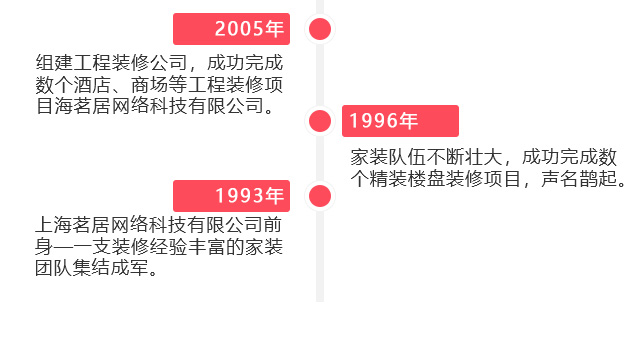 2005年
组建工程装修公司，成功完成
数个酒店、商场等工程装修项
目海茗居网络科技有限公司。
1996年
家装队伍不断壮大，成功完成数
个精装楼盘装修项目，声名鹊起。
1993年
上海茗居网络科技有限公司前
身—一支装修经验丰富的家装
团队集结成军。